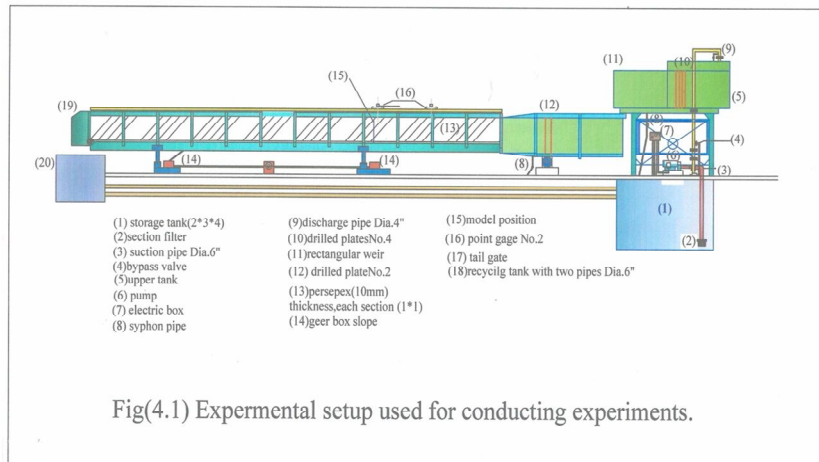 (9)
(11)
(10)
(15)
(16)
(12)
(5)
(19)
(13)
(8)
(7)
(4)
(6)
(20)
(14)
(14)
(8)
(3)
(1)
(2)
(1) storage tank(2*3*4)
(2)section filter
(3) suction pipe Dia.6"
(4)bypass valve
(5)upper tank
(6) pump
(7) electric box
(8) syphon pipe
(9)discharge pipe Dia.4"
(10)drilled platesNo.4
(11)rectangular weir
(12) drilled plateNo.2
(13)persepex(10mm)
thickness,each section (1*1)
(14)geer box slope
(15)model position
(16) point gage No.2
(17) tail gate
(18)recycilg tank with two pipes Dia.6"
Fig(4.1) Expermental setup used for conducting experiments.